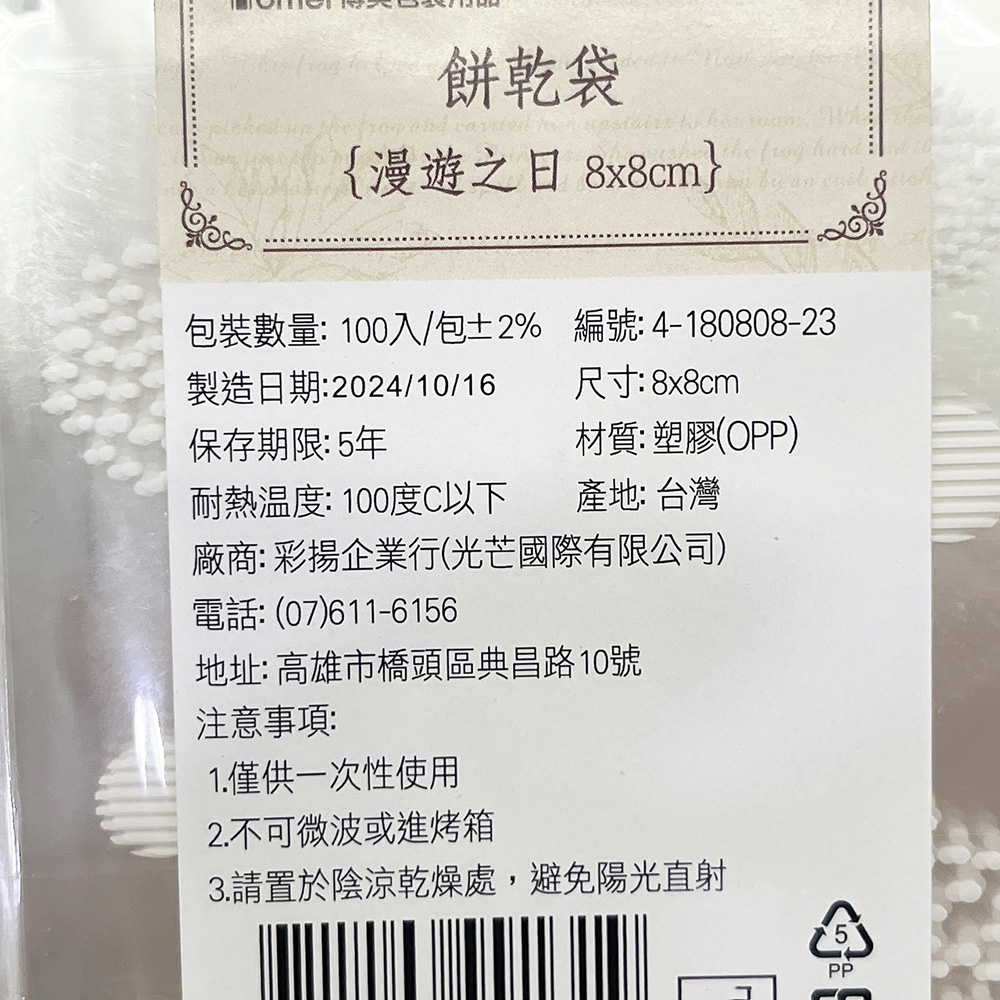 餅乾袋
{漫遊之日 8x8cm}
包裝數量: 100入/包±2% 編號: 4-180808-23
製造日期:2024/10/16 尺寸: 8x8cm
保存期限: 5年 材質: 塑膠(OPP)
耐熱温度: 100度C以下 產地: 台灣
廠商: 彩揚企業行(光芒國際有限公司)
電話: (07)611-6156
地址: 高雄市橋頭區典昌路10號
注意事項:
1.僅供一次性使用
2.不可微波或進烤箱
3.請置於陰涼乾燥處，避免陽光直射
5
PP